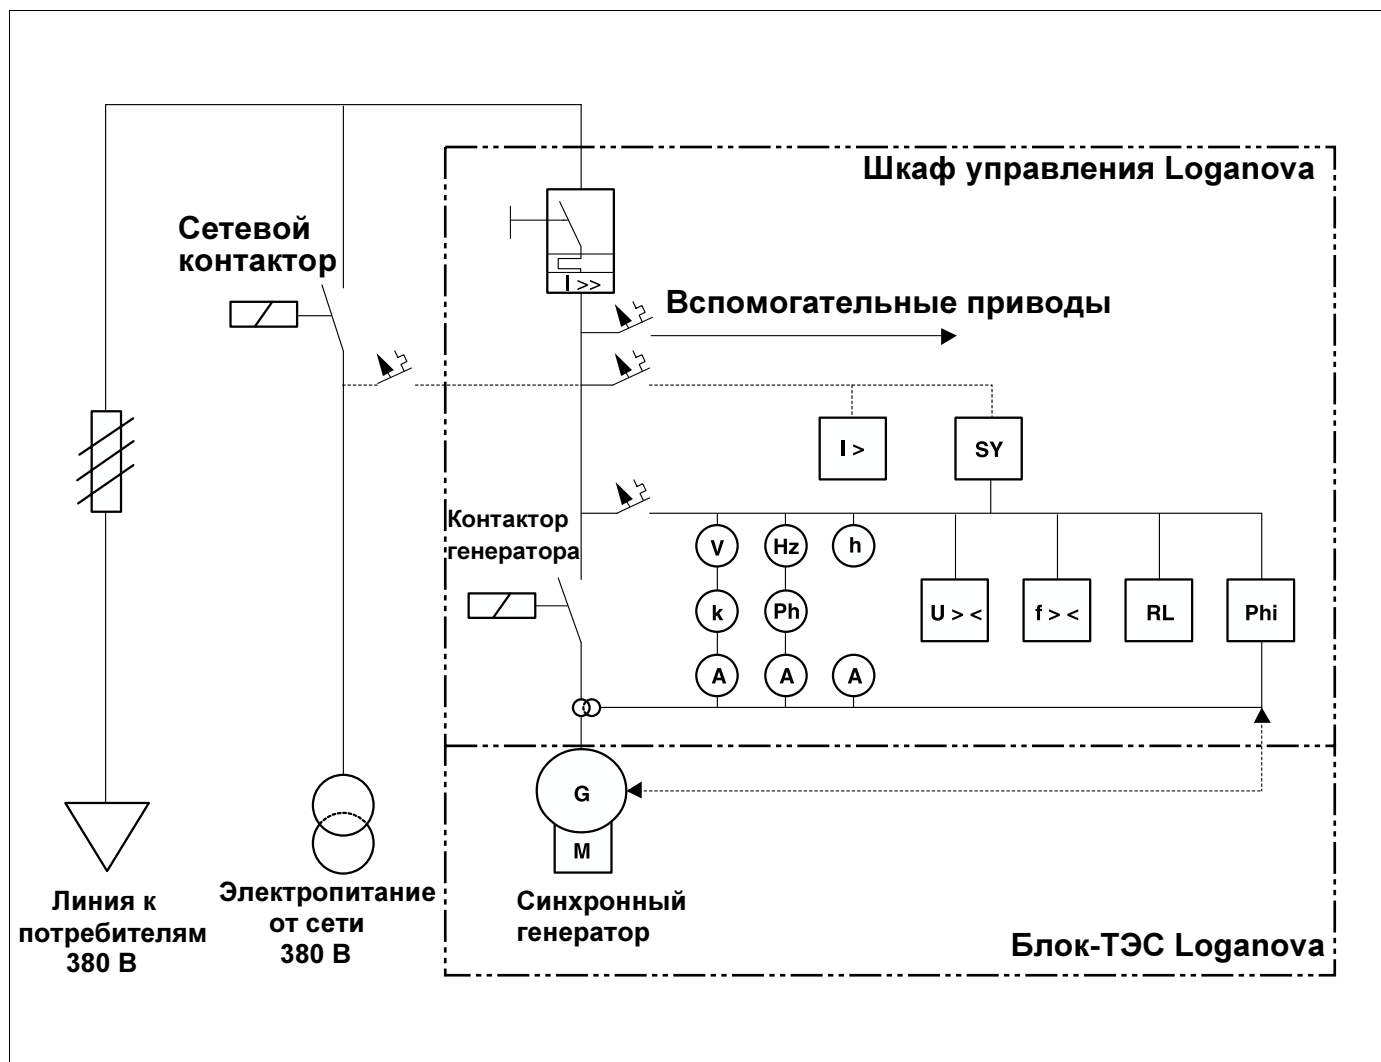 Шкаф управления Loganova
Сетевой
контактор
I >>
Вспомогательные приводы
I >
SY
Контактор
генератора
V
Hz
h
k
Ph
U > <
f > <
RL
Phi
A
A
A
G
M
Линия к
потребителям
380 В
Электропитание
от сети
380 В
Синхронный
генератор
Блок-ТЭС Loganova